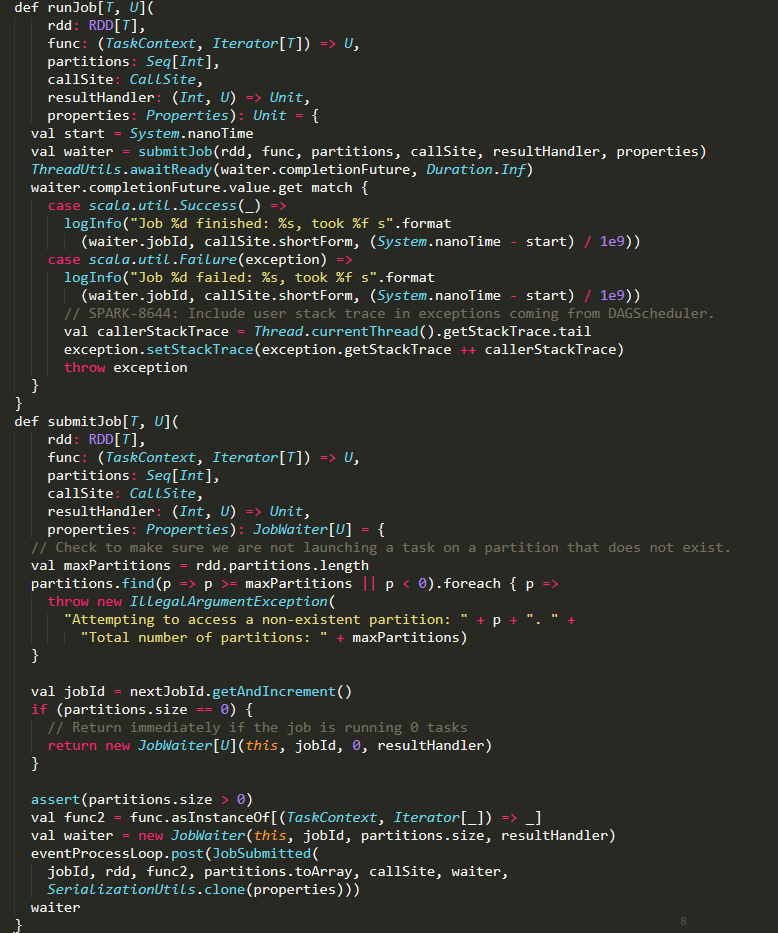 def runJob[T, U](
    rdd: RDD[T],
    func: (TaskContext, Iterator[T]) => U,
    partitions: Seq[Int],
    callSite: CallSite,
    resultHandler: (Int, U) => Unit,
    properties: Properties): Unit = {
  val start = System.nanoTime
  val waiter = submitJob(rdd, func, partitions, callSite, resultHandler, properties)
  ThreadUtils.awaitReady(waiter.completionFuture, Duration.Inf)
  waiter.completionFuture.value.get match {
    case scala.util.Success(_) =>
      logInfo("Job %d finished: %s, took %f s".format
        (waiter.jobId, callSite.shortForm, (System.nanoTime - start) / 1e9))
    case scala.util.Failure(exception) =>
      logInfo("Job %d failed: %s, took %f s".format
        (waiter.jobId, callSite.shortForm, (System.nanoTime - start) / 1e9))
      // SPARK-8644: Include user stack trace in exceptions coming from DAGScheduler.
      val callerStackTrace = Thread.currentThread().getStackTrace.tail
      exception.setStackTrace(exception.getStackTrace ++ callerStackTrace)
      throw exception
  }
}
def submitJob[T, U](
    rdd: RDD[T],
    func: (TaskContext, Iterator[T]) => U,
    partitions: Seq[Int],
    callSite: CallSite,
    resultHandler: (Int, U) => Unit,
    properties: Properties): JobWaiter[U] = {
  // Check to make sure we are not launching a task on a partition that does not exist.
  val maxPartitions = rdd.partitions.length
  partitions.find(p => p >= maxPartitions || p < 0).foreach { p =>
    throw new IllegalArgumentException(
      "Attempting to access a non-existent partition: " + p + ". " +
        "Total number of partitions: " + maxPartitions)
  }

  val jobId = nextJobId.getAndIncrement()
  if (partitions.size == 0) {
    // Return immediately if the job is running 0 tasks
    return new JobWaiter[U](this, jobId, 0, resultHandler)
  }

  assert(partitions.size > 0)
  val func2 = func.asInstanceOf[(TaskContext, Iterator[_]) => _]
  val waiter = new JobWaiter(this, jobId, partitions.size, resultHandler)
  eventProcessLoop.post(JobSubmitted(
    jobId, rdd, func2, partitions.toArray, callSite, waiter,
    SerializationUtils.clone(properties)))
  waiter
}
8